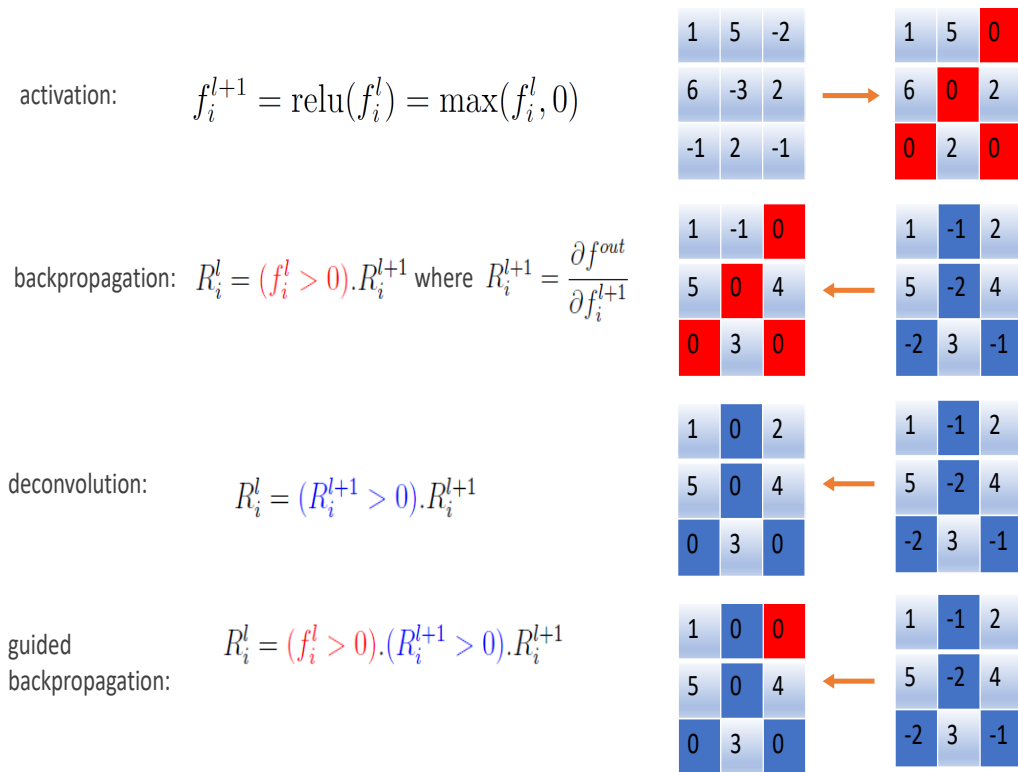 activation: f_i^{l+1} = relu(f_i^l) = max(f_i^l, 0)
1 5 -2
6 -3 2
-1 2 -1
1 5 0
6 0 2
0 2 0
backpropagation: R_i^l = (f_i^l > 0).R_i^{l+1} where R_i^{l+1} = ∂f^{out} / ∂f_i^{l+1}
1 -1 0
5 0 4
0 3 0
1 -1 2
5 -2 4
-2 3 -1
deconvolution: R_i^l = (R_i^{l+1} > 0).R_i^{l+1}
1 0 2
5 0 4
0 3 0
1 -1 2
5 -2 4
-2 3 -1
guided
backpropagation: R_i^l = (f_i^l > 0).(R_i^{l+1} > 0).R_i^{l+1}
1 0 0
5 0 4
0 3 0
1 -1 2
5 -2 4
-2 3 -1